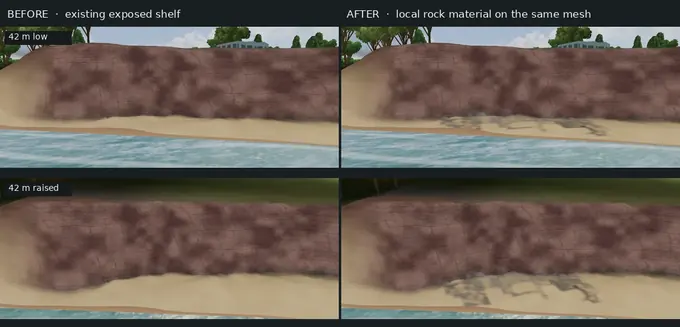 BEFORE · existing exposed shelf
AFTER · local rock material on the same mesh
42 m low
42 m raised